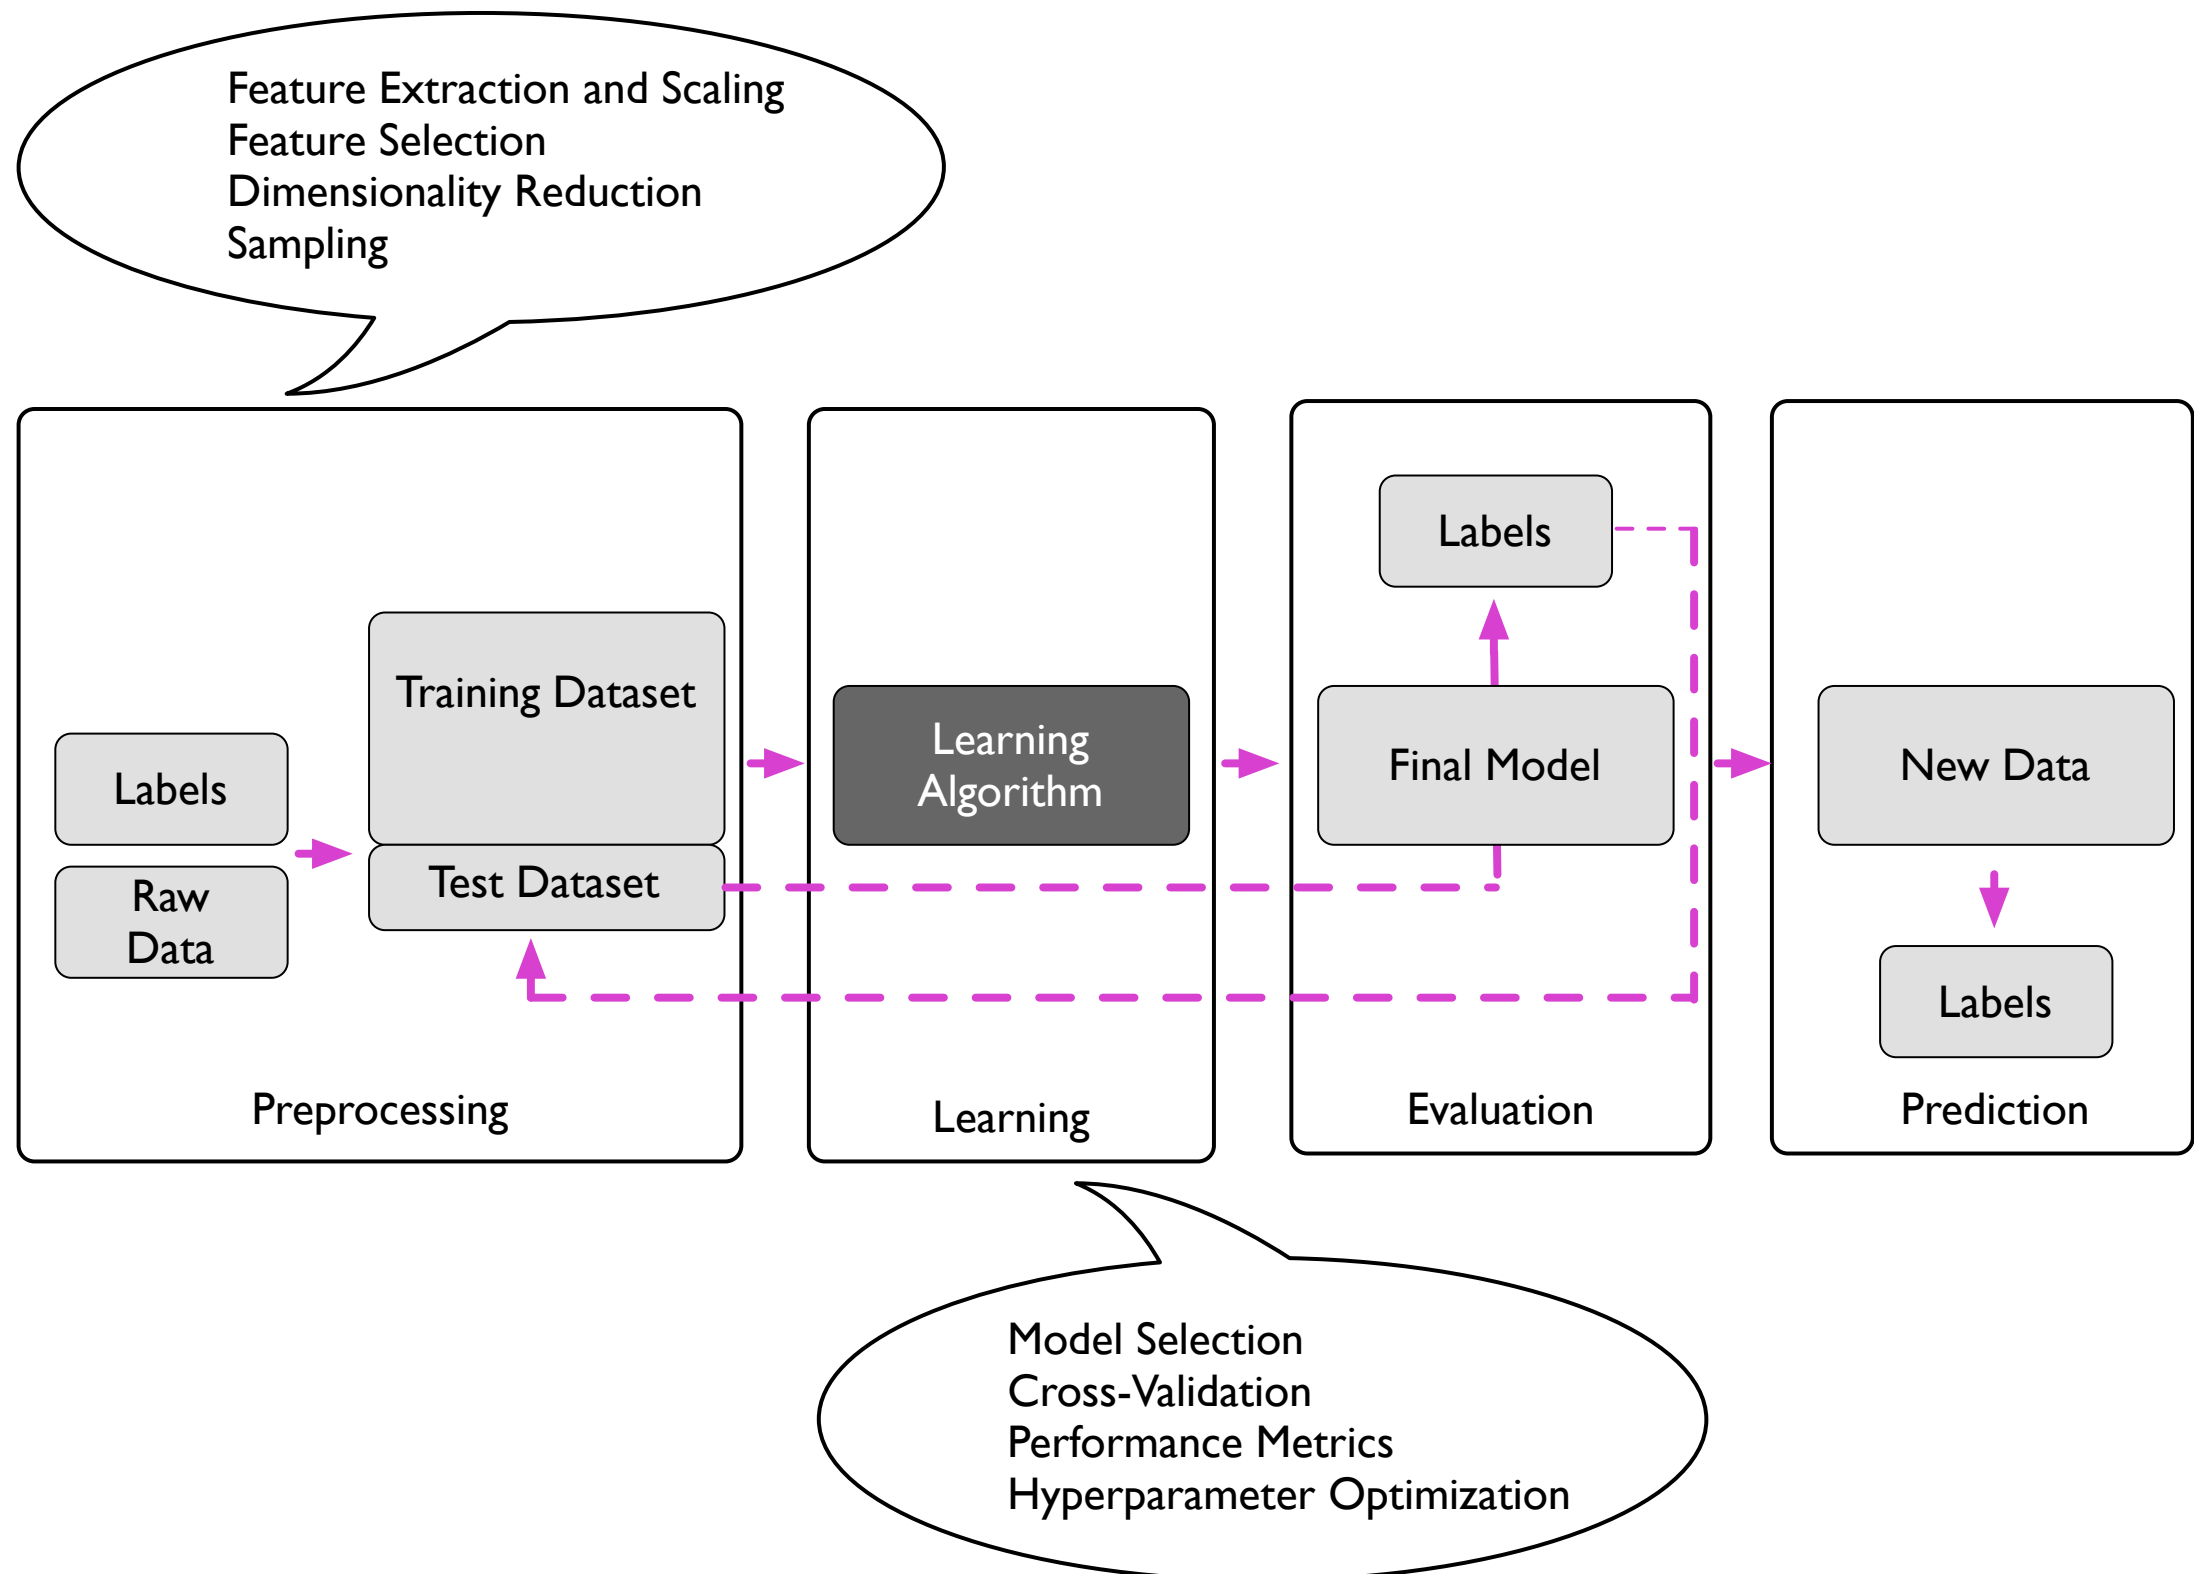 Feature Extraction and Scaling
Feature Selection
Dimensionality Reduction
Sampling
Labels
Raw
Data
Training Dataset
Test Dataset
Preprocessing
Learning
Algorithm
Learning
Labels
Final Model
Evaluation
New Data
Labels
Prediction
Model Selection
Cross-Validation
Performance Metrics
Hyperparameter Optimization